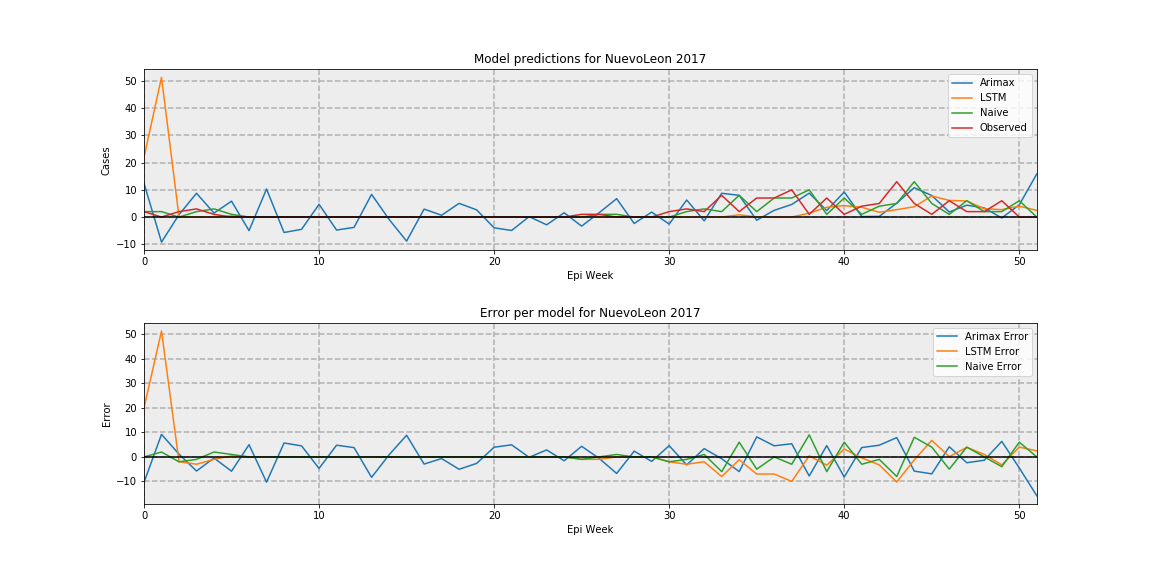 Model predictions for NuevoLeon 2017
50
40
30
20
10
0
−10
Cases
Arimax
LSTM
Naive
Observed
0 10 20 30 40 50
Epi Week
Error per model for NuevoLeon 2017
50
40
30
20
10
0
−10
Error
Arimax Error
LSTM Error
Naive Error
0 10 20 30 40 50
Epi Week